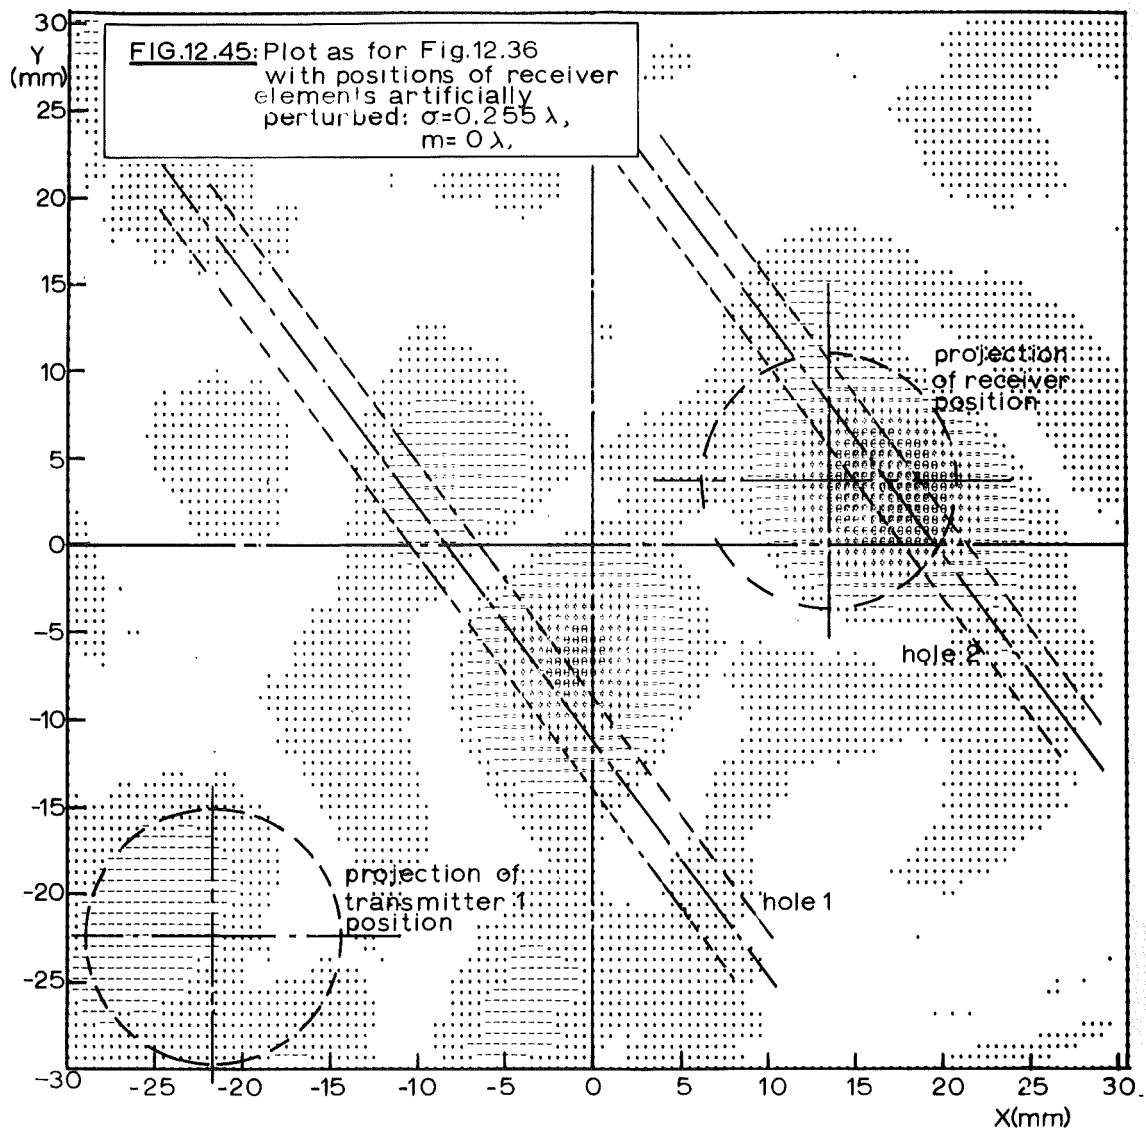 FIG.12.45: Plot as for Fig.12.36
with positions of receiver
elements artificially
perturbed: σ=0.255 λ,
m= 0 λ,
Y
(mm)
30
25
20
15
10
5
0
-5
-10
-15
-20
-25
-30
projection
of receiver
position
hole 2
projection of
transmitter 1
position
hole 1
-25
-20
-15
-10
-5
0
5
10
15
20
25
30
X(mm)